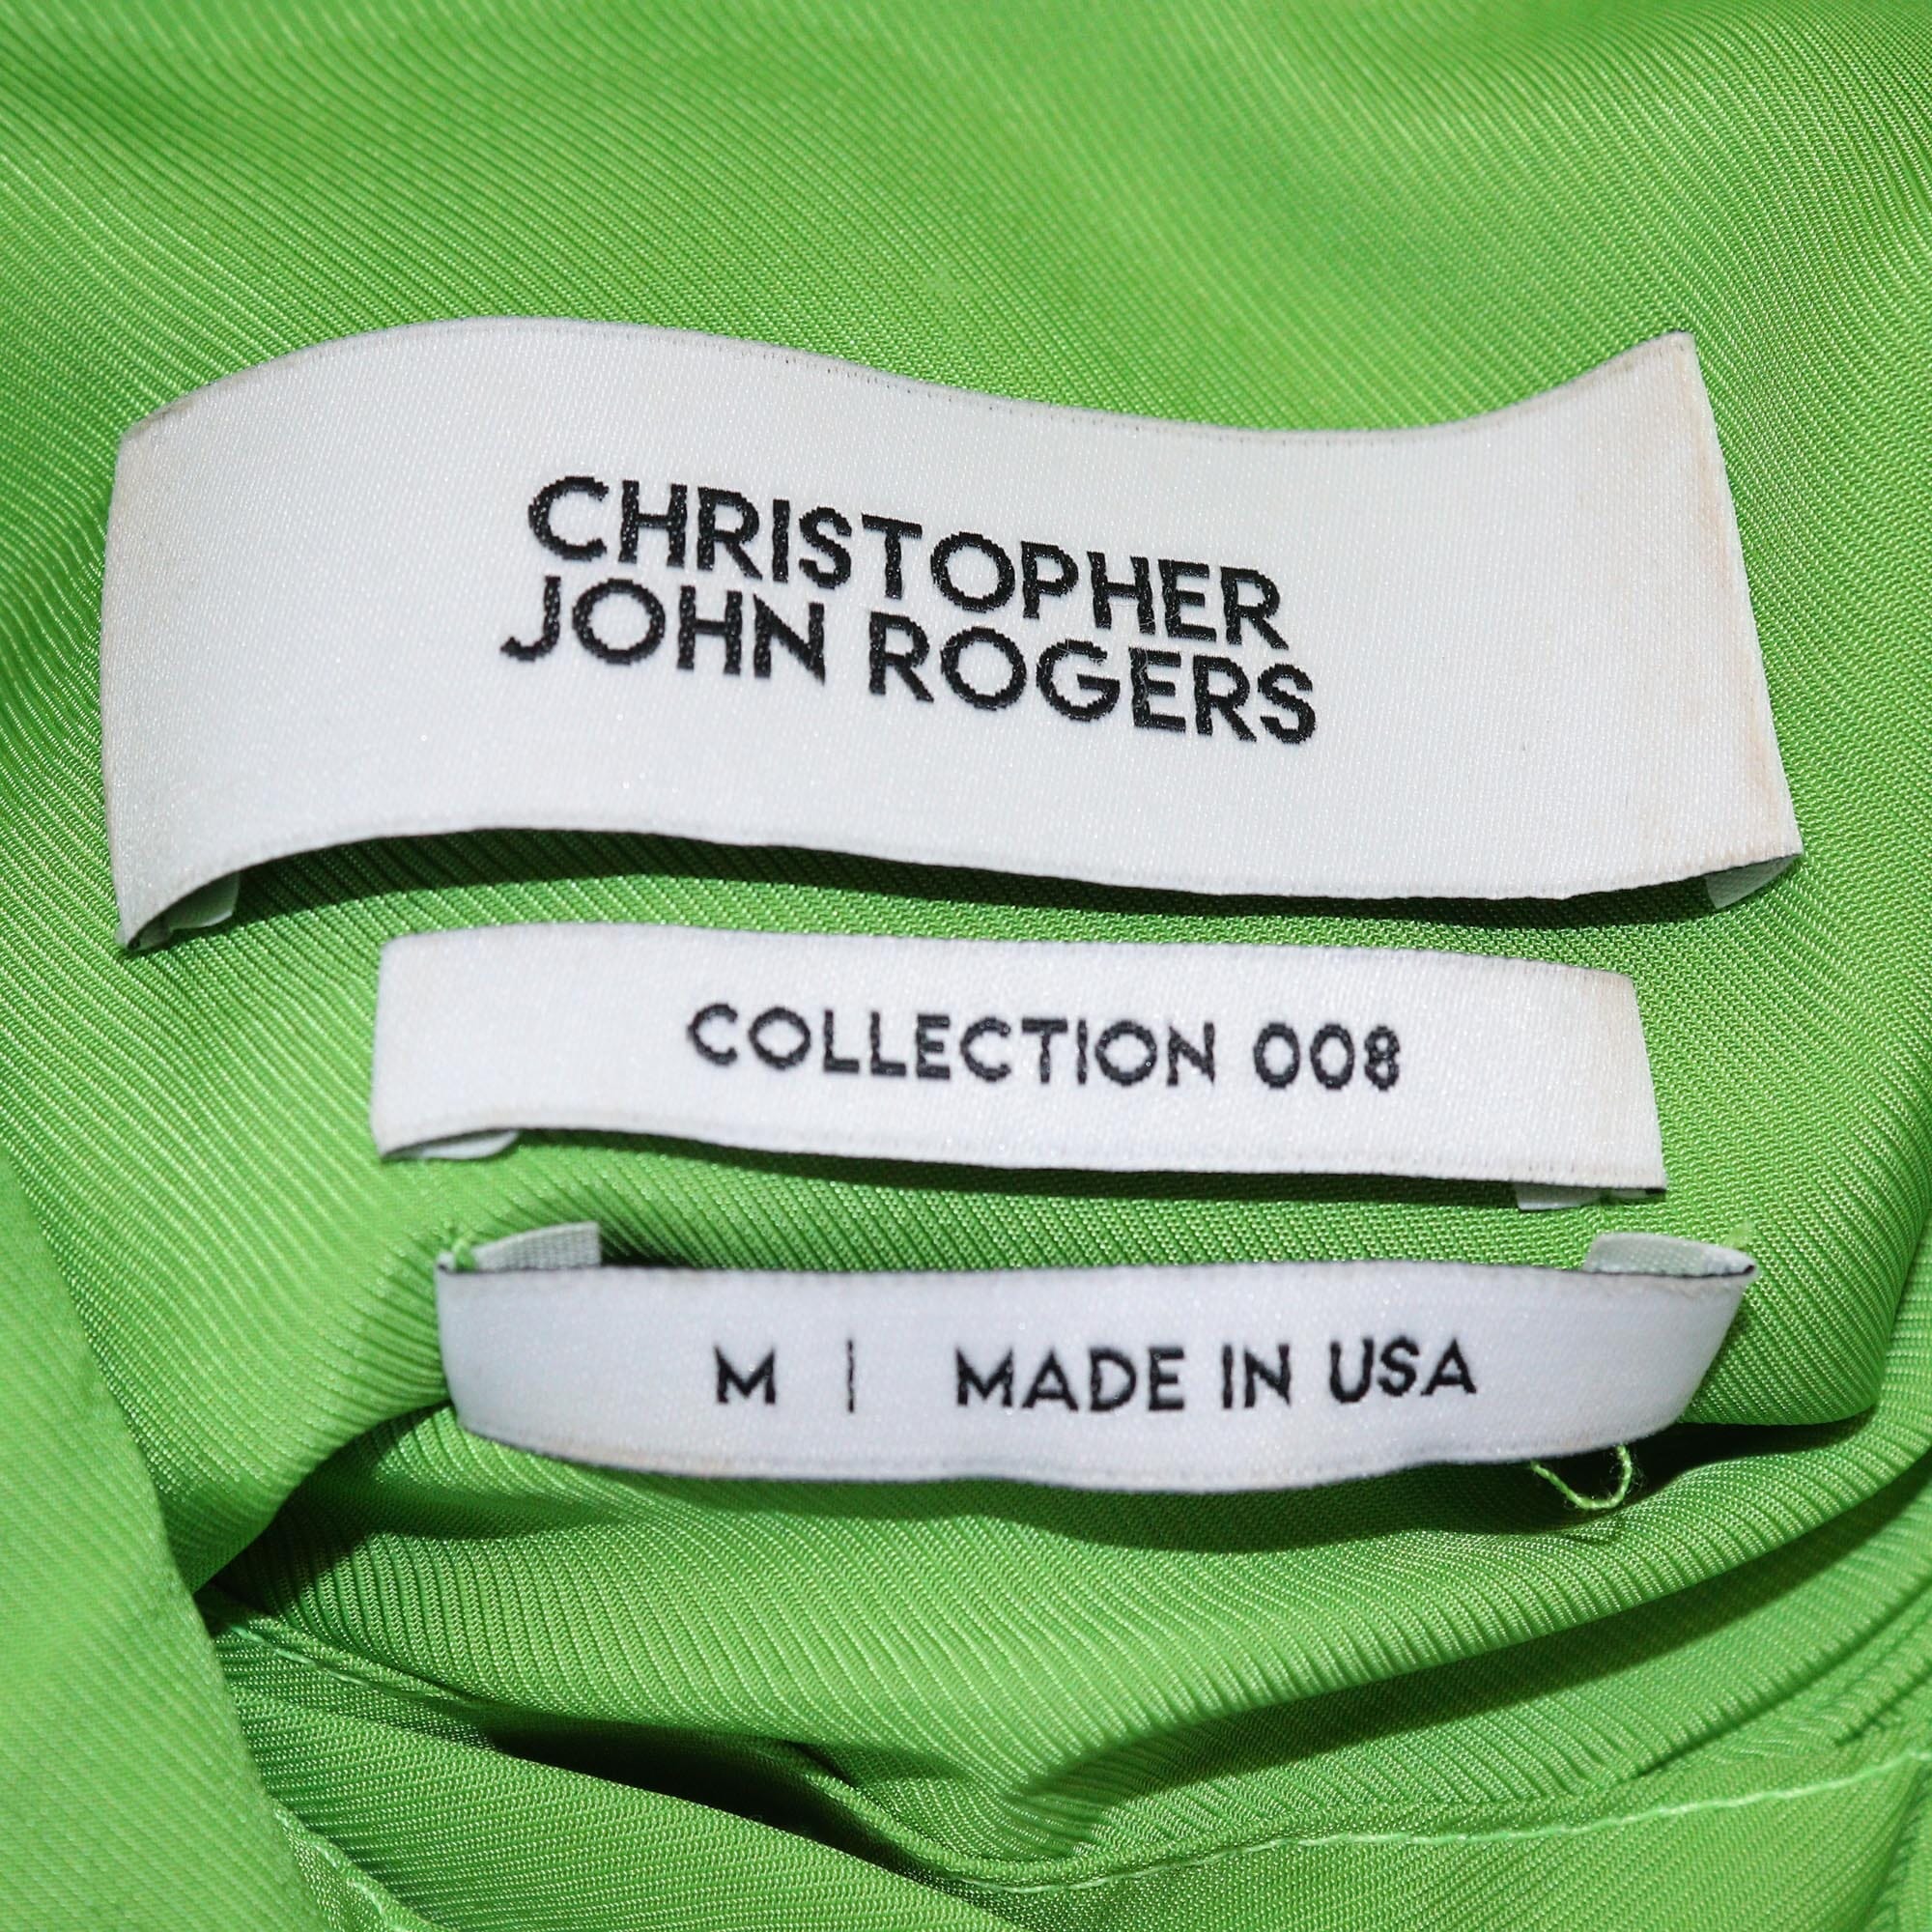 CHRISTOPHER
JOHN ROGERS
COLLECTION 008
M | MADE IN USA